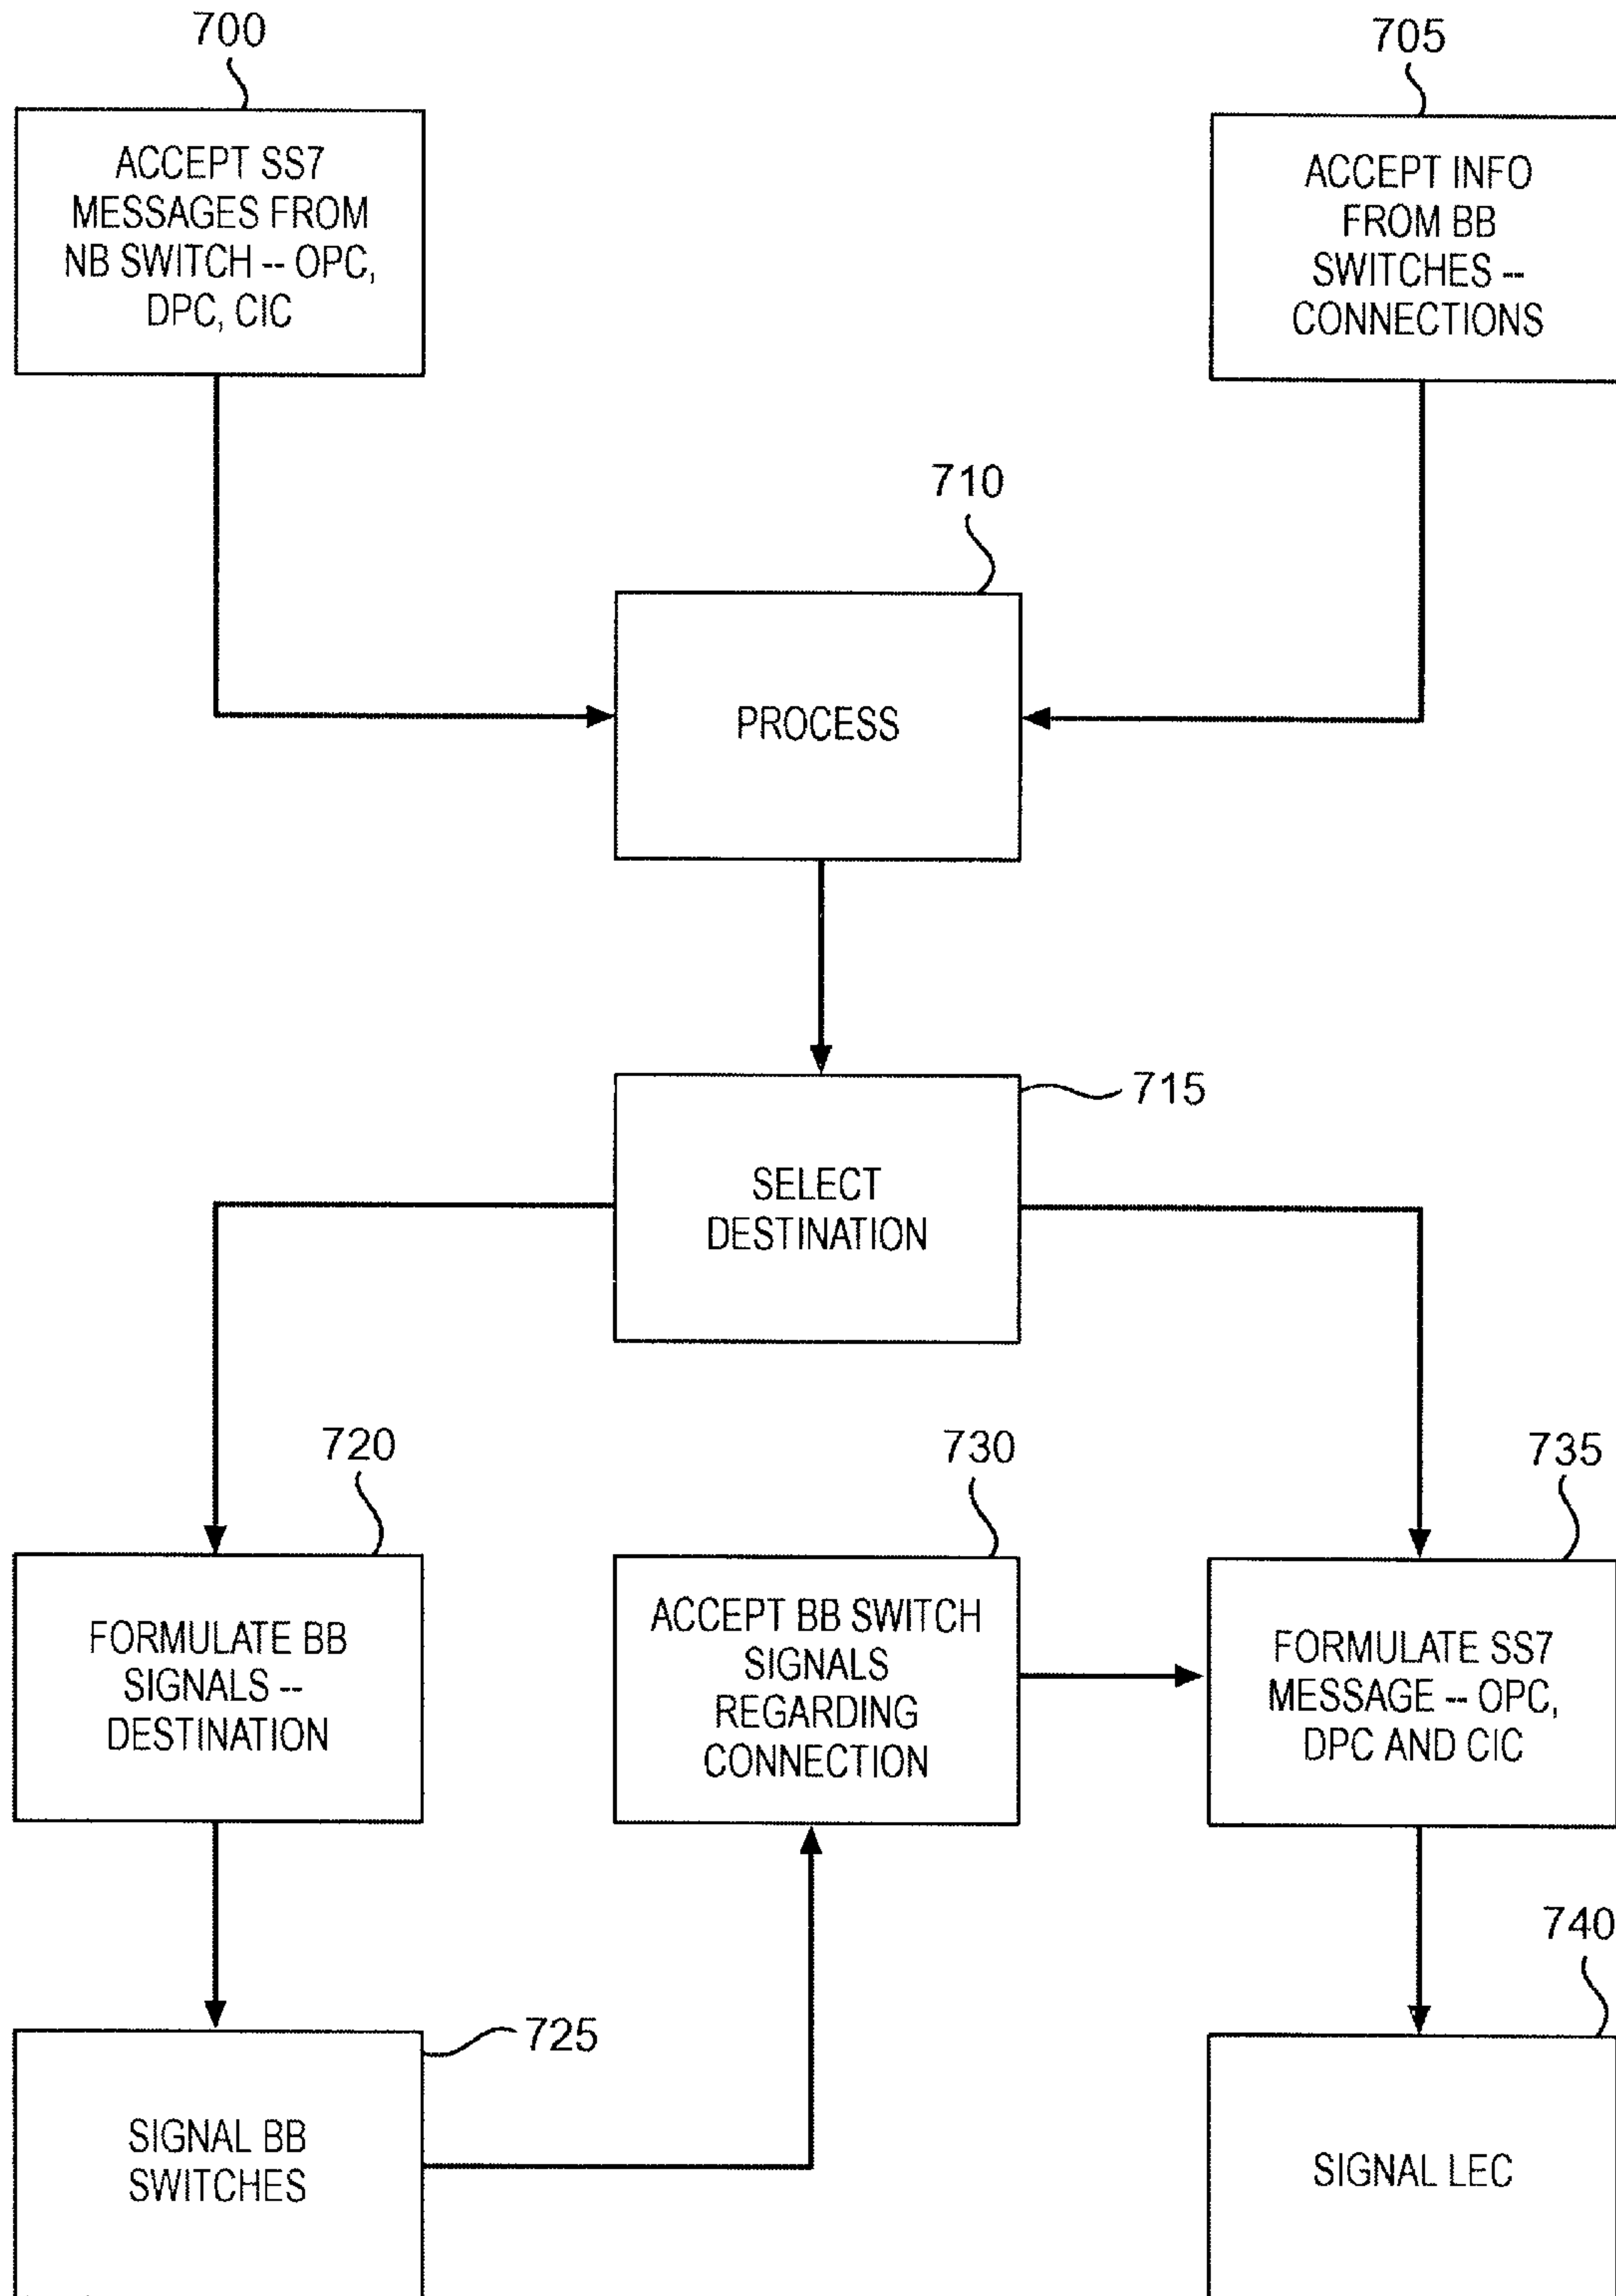 700
ACCEPT SS7
MESSAGES FROM
NB SWITCH -- OPC,
DPC, CIC
705
ACCEPT INFO
FROM BB
SWITCHES --
CONNECTIONS
710
PROCESS
715
SELECT
DESTINATION
720
FORMULATE BB
SIGNALS --
DESTINATION
730
ACCEPT BB SWITCH
SIGNALS
REGARDING
CONNECTION
735
FORMULATE SS7
MESSAGE -- OPC,
DPC AND CIC
725
SIGNAL BB
SWITCHES
740
SIGNAL LEC